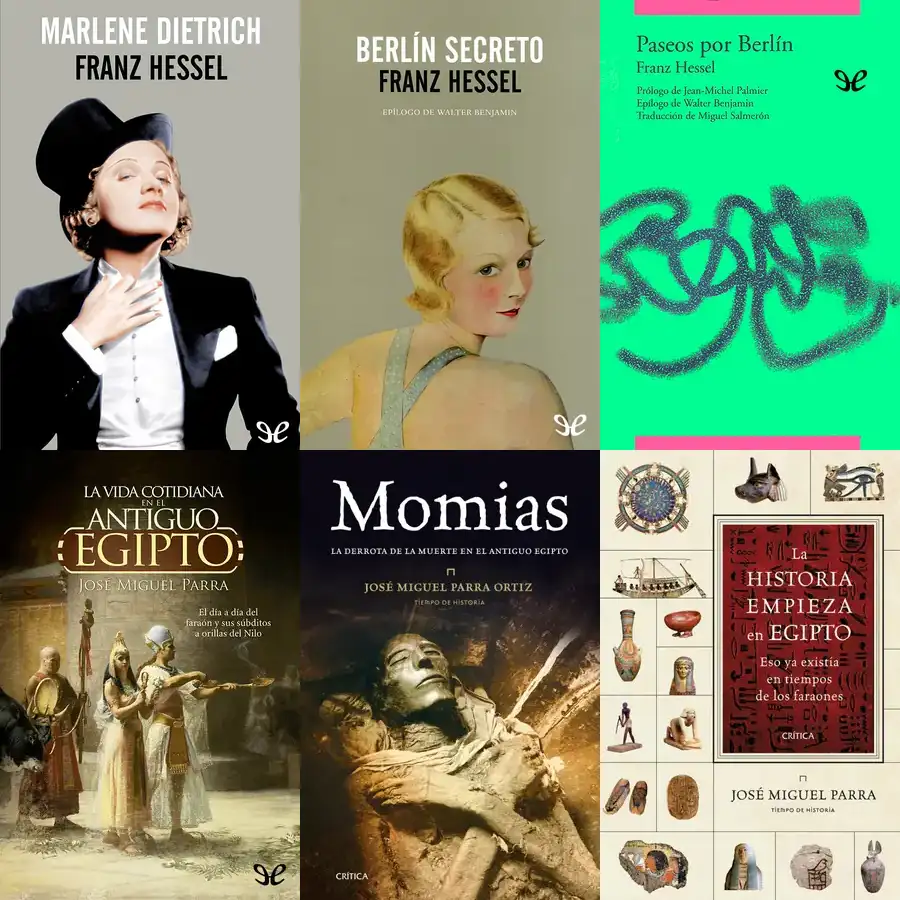 MARLENE DIETRICH
FRANZ HESSEL
BERLÍN SECRETO
FRANZ HESSEL
EPÍLOGO DE WALTER BENJAMIN
Paseos por Berlín
Franz Hessel
Prólogo de Jean-Michel Palmier
Epílogo de Walter Benjamin
Traducción de Miguel Salmerón
LA VIDA COTIDIANA
EN EL
ANTIGUO
EGIPTO
JOSÉ MIGUEL PARRA
El día a día del
faraón y sus súbditos
a orillas del Nilo
Momias
LA DERROTA DE LA MUERTE EN EL ANTIGUO EGIPTO
JOSÉ MIGUEL PARRA ORTIZ
TIEMPO DE HISTORIA
CRÍTICA
La
HISTORIA
EMPIEZA
en EGIPTO
Eso ya existía
en tiempos
de los faraones
CRÍTICA
JOSÉ MIGUEL PARRA
TIEMPO DE HISTORIA